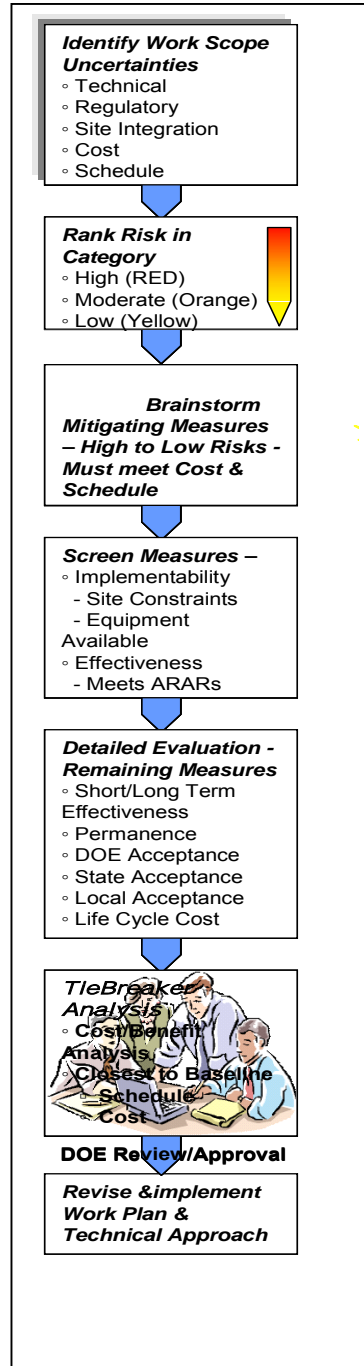 Identify Work Scope
Uncertainties
◦ Technical
◦ Regulatory
◦ Site Integration
◦ Cost
◦ Schedule
Rank Risk in
Category
◦ High (RED)
◦ Moderate (Orange)
◦ Low (Yellow)
Brainstorm
Mitigating Measures
– High to Low Risks -
Must meet Cost &
Schedule
Screen Measures –
◦ Implementability
- Site Constraints
- Equipment
Available
◦ Effectiveness
- Meets ARARs
Detailed Evaluation -
Remaining Measures
◦ Short/Long Term
Effectiveness
◦ Permanence
◦ DOE Acceptance
◦ State Acceptance
◦ Local Acceptance
◦ Life Cycle Cost
TieBreaker
Analysis
◦ Cost/Benefit
Analysis
◦ Closest to Baseline
- Schedule
- Cost
DOE Review/Approval
Revise &implement
Work Plan &
Technical Approach